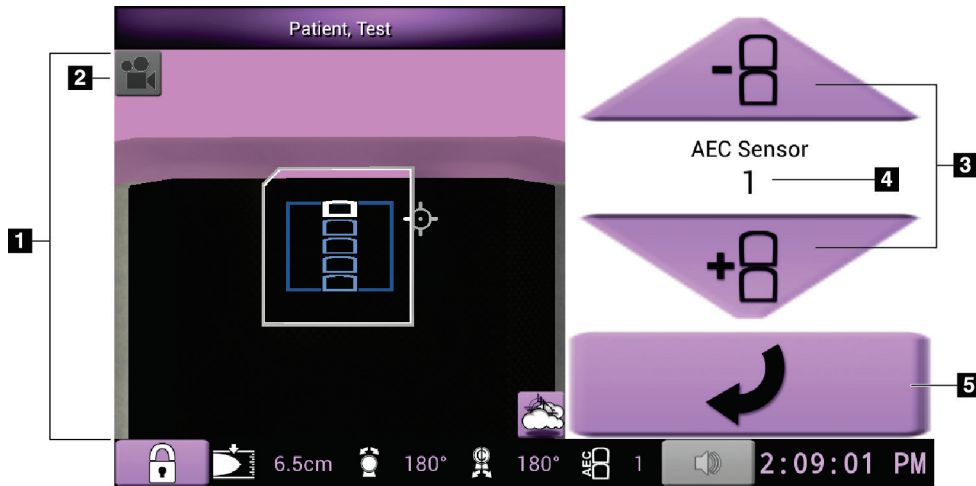 Patient, Test
2
AEC Sensor
1
3
4
1
5
6.5cm
180°
180°
AEC
1
2:09:01 PM